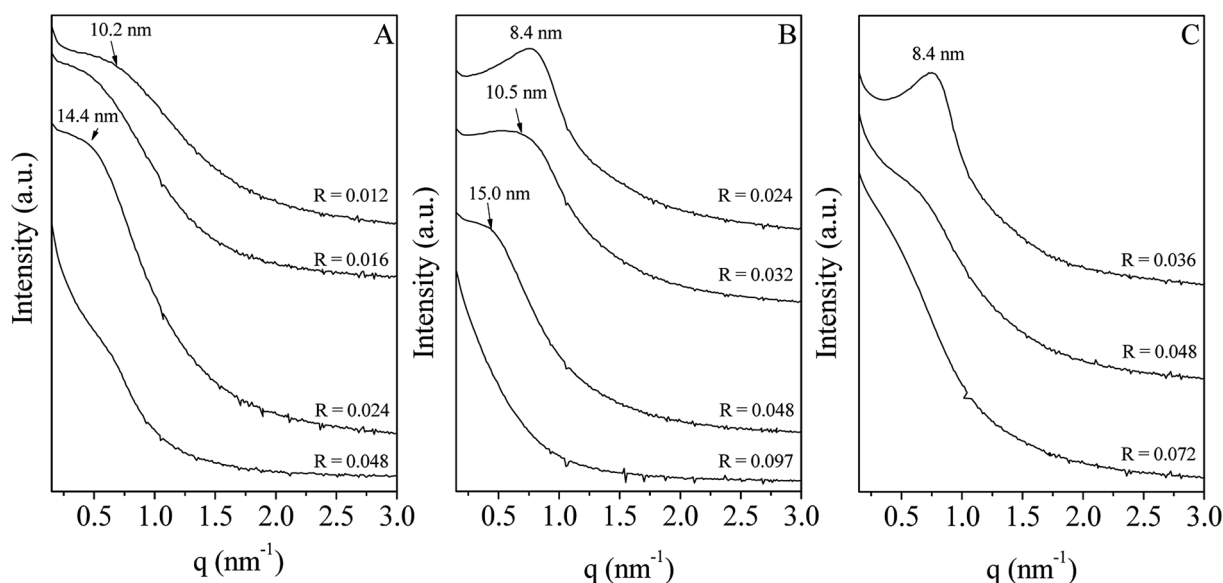 A
10.2 nm
14.4 nm
R = 0.012
R = 0.016
R = 0.024
R = 0.048
Intensity (a.u.)
0.5 1.0 1.5 2.0 2.5 3.0
q (nm⁻¹)
B
8.4 nm
10.5 nm
15.0 nm
R = 0.024
R = 0.032
R = 0.048
R = 0.097
Intensity (a.u.)
0.5 1.0 1.5 2.0 2.5 3.0
q (nm⁻¹)
C
8.4 nm
R = 0.036
R = 0.048
R = 0.072
Intensity (a.u.)
0.5 1.0 1.5 2.0 2.5 3.0
q (nm⁻¹)